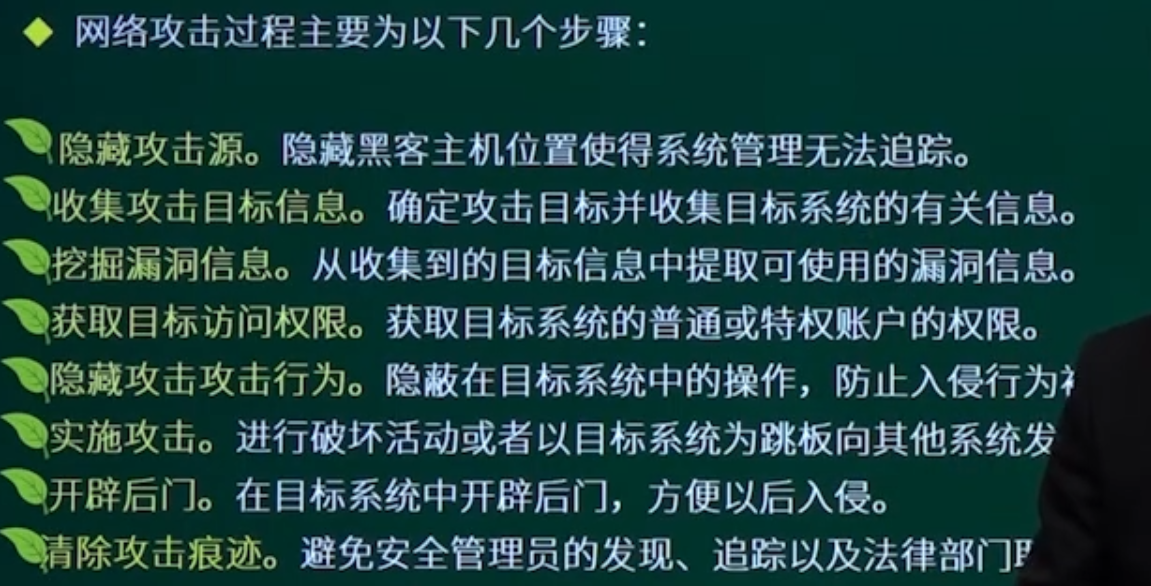 网络攻击过程主要为以下几个步骤：
隐藏攻击源。隐藏黑客主机位置使得系统管理无法追踪。
收集攻击目标信息。确定攻击目标并收集目标系统的有关信息。
挖掘漏洞信息。从收集到的目标信息中提取可使用的漏洞信息。
获取目标访问权限。获取目标系统的普通或特权账户的权限。
隐藏攻击攻击行为。隐蔽在目标系统中的操作，防止入侵行为
实施攻击。进行破坏活动或者以目标系统为跳板向其他系统发
开辟后门。在目标系统中开辟后门，方便以后入侵。
清除攻击痕迹。避免安全管理员的发现、追踪以及法律部门